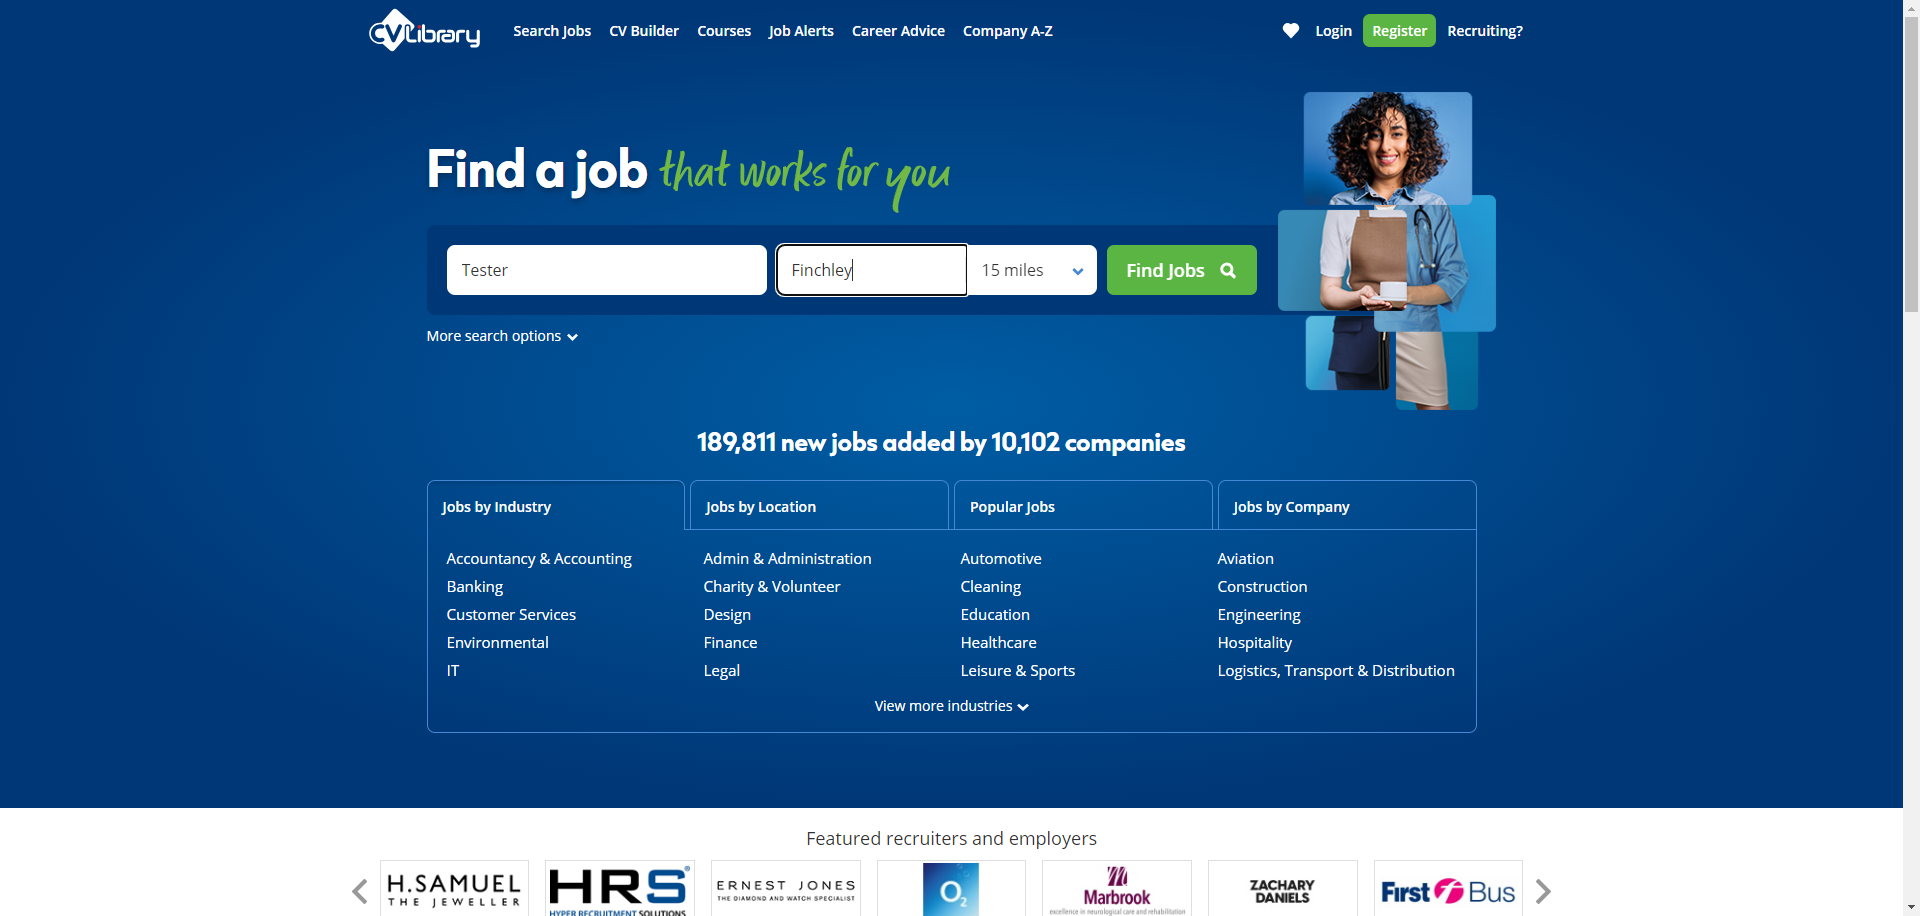 CVLibrary
Search Jobs
CV Builder
Courses
Job Alerts
Career Advice
Company A-Z
Login
Register
Recruiting?
Find a job that works for you
Tester
Finchley
15 miles
Find Jobs
More search options
189,811 new jobs added by 10,102 companies
Jobs by Industry
Jobs by Location
Popular Jobs
Jobs by Company
Accountancy & Accounting
Admin & Administration
Automotive
Aviation
Banking
Charity & Volunteer
Cleaning
Construction
Customer Services
Design
Education
Engineering
Environmental
Finance
Healthcare
Hospitality
IT
Legal
Leisure & Sports
Logistics, Transport & Distribution
View more industries
Featured recruiters and employers
H.SAMUEL
THE JEWELLER
HRS
HYPER RECRUITMENT SOLUTIONS
ERNEST JONES
THE DIAMOND AND WATCH SPECIALIST
O2
Marbrook
excellence in neurological care and rehabilitation
ZACHARY
DANIELS
First Bus